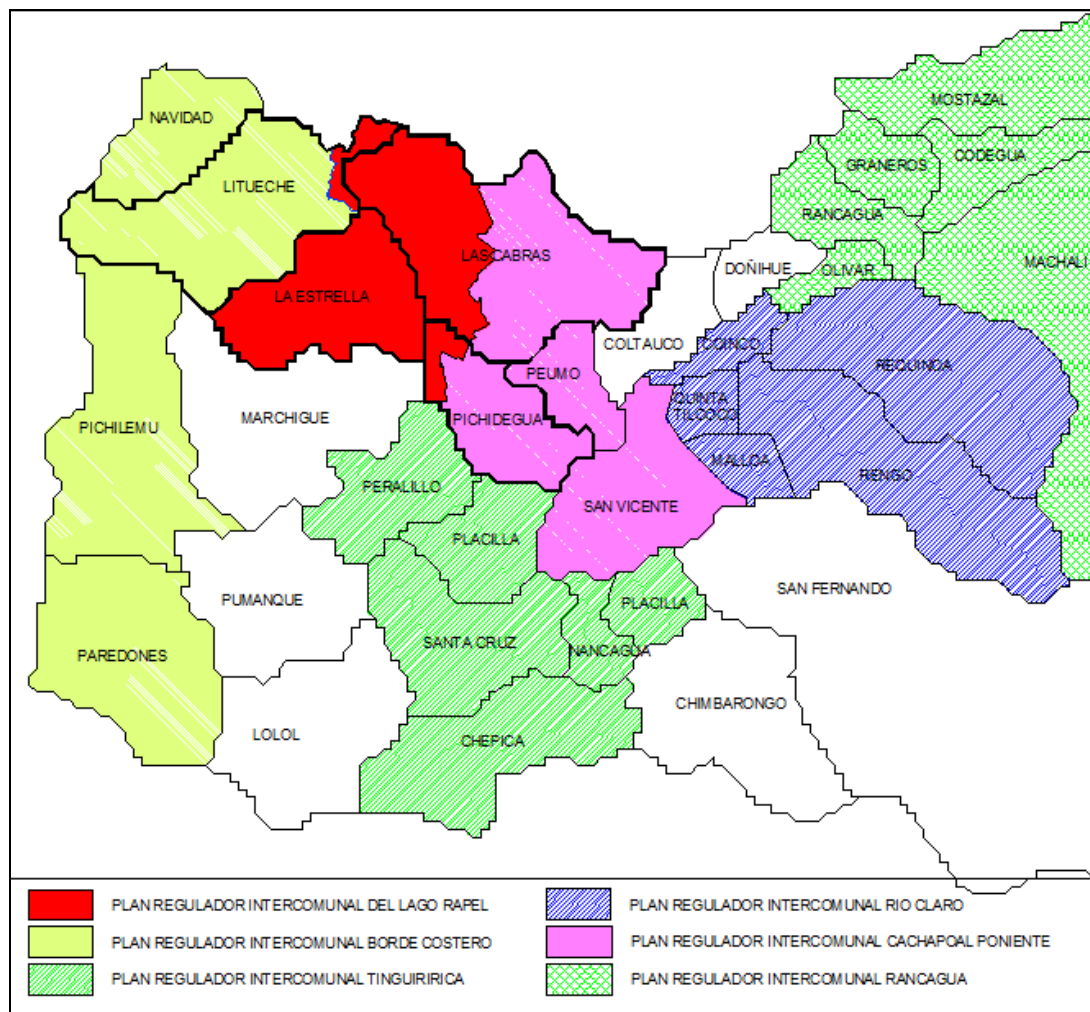 NAVIDAD
MOSTAZAL
CODEGUA
GRANEROS
LITUECHE
RANCAGUA
LAS CABRAS
DOÑIHUE
OLIVAR
MACHALI
LA ESTRELLA
COLTAUCO
COINCO
REQUINOA
PEUMO
QUINTA
TILCOCO
MARCHIGUE
PICHIDEGUA
PICHILEMU
MALLOA
RENGO
PERALILLO
SAN VICENTE
PLACILLA
SAN FERNANDO
PUMANQUE
PLACILLA
SANTA CRUZ
NANCAGUA
PAREDONES
CHIMBARONGO
LOLOL
CHEPICA
PLAN REGULADOR INTERCOMUNAL DEL LAGO RAPEL
PLAN REGULADOR INTERCOMUNAL BORDE COSTERO
PLAN REGULADOR INTERCOMUNAL TINGUIRIRICA
PLAN REGULADOR INTERCOMUNAL RIO CLARO
PLAN REGULADOR INTERCOMUNAL CACHAPOAL PONIENTE
PLAN REGULADOR INTERCOMUNAL RANCAGUA